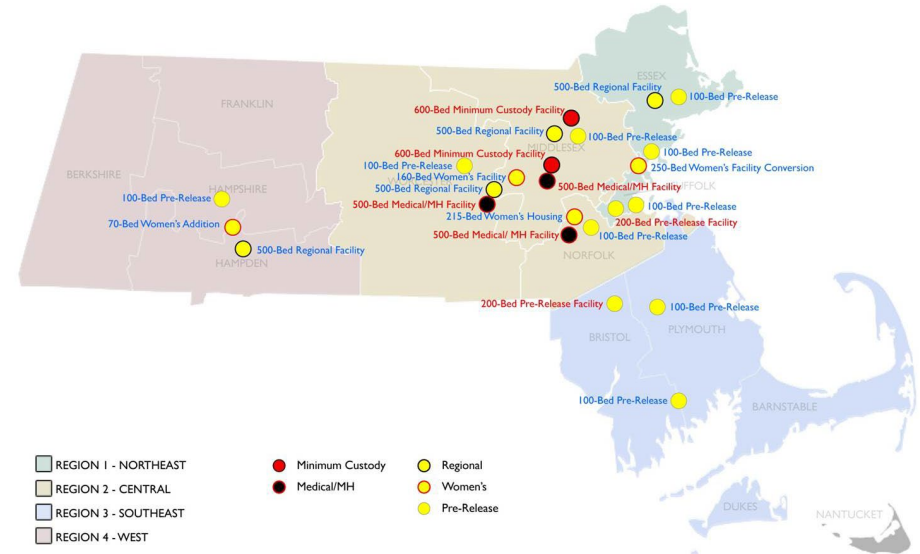 ESSEX
500-Bed Regional Facility
100-Bed Pre-Release
FRANKLIN
600-Bed Minimum Custody Facility
500-Bed Regional Facility
100-Bed Pre-Release
MIDDLESEX
600-Bed Minimum Custody Facility
100-Bed Pre-Release
100-Bed Pre-Release
250-Bed Women's Facility Conversion
BERKSHIRE
160-Bed Women's Facility
HAMPSHIRE
500-Bed Regional Facility
500-Bed Medical/MH Facility
100-Bed Pre-Release
500-Bed Medical/MH Facility
100-Bed Pre-Release
70-Bed Women's Addition
215-Bed Women's Housing
200-Bed Pre-Release Facility
500-Bed Medical/ MH Facility
100-Bed Pre-Release
500-Bed Regional Facility
HAMPDEN
NORFOLK
200-Bed Pre-Release Facility
100-Bed Pre-Release
BRISTOL
PLYMOUTH
100-Bed Pre-Release
BARNSTABLE
REGION 1 - NORTHEAST
REGION 2 - CENTRAL
REGION 3 - SOUTHEAST
REGION 4 - WEST
Minimum Custody
Medical/MH
Regional
Women's
Pre-Release
DUKES
NANTUCKET